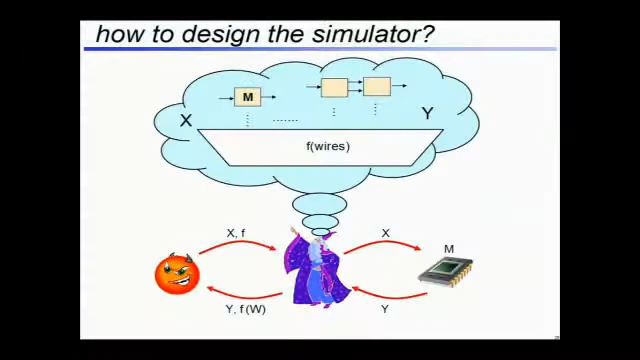 how to design the simulator?
M
X
Y
f(wires)
X, f
X
M
Y, f (W)
Y